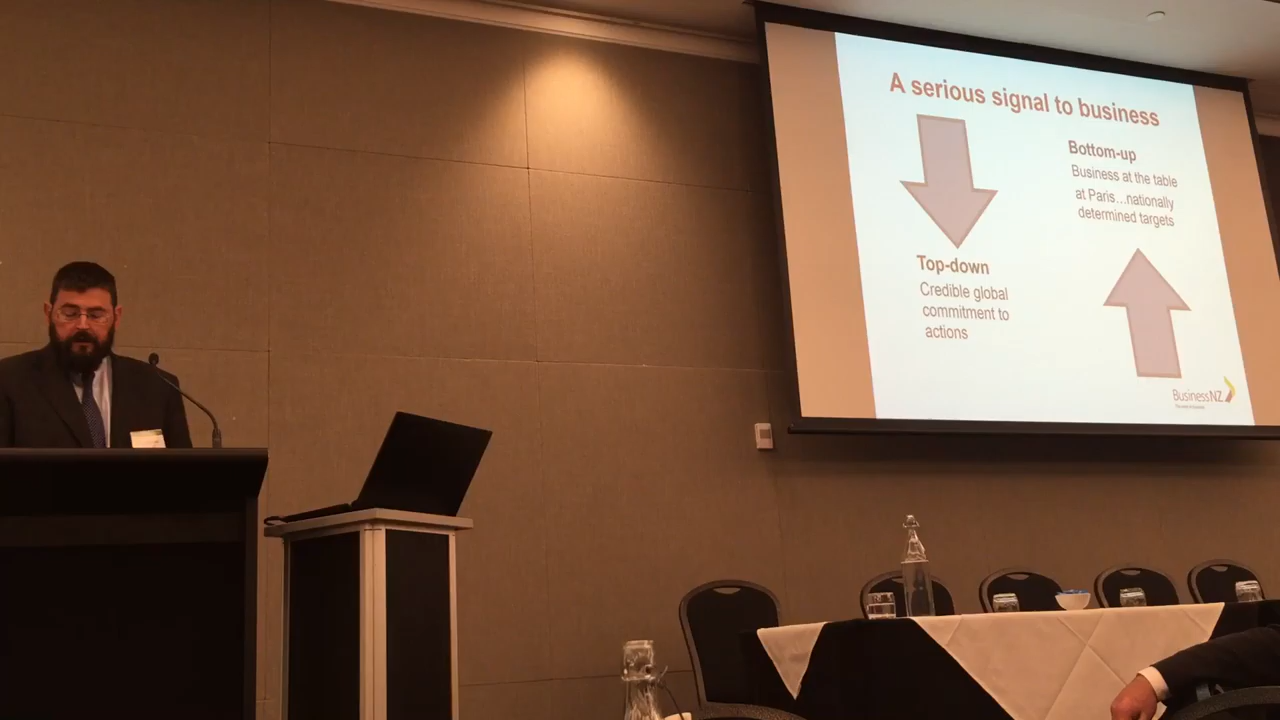 A serious signal to business
Top-down
Credible global
commitment to
actions
Bottom-up
Business at the table
at Paris...nationally
determined targets
BusinessNZ